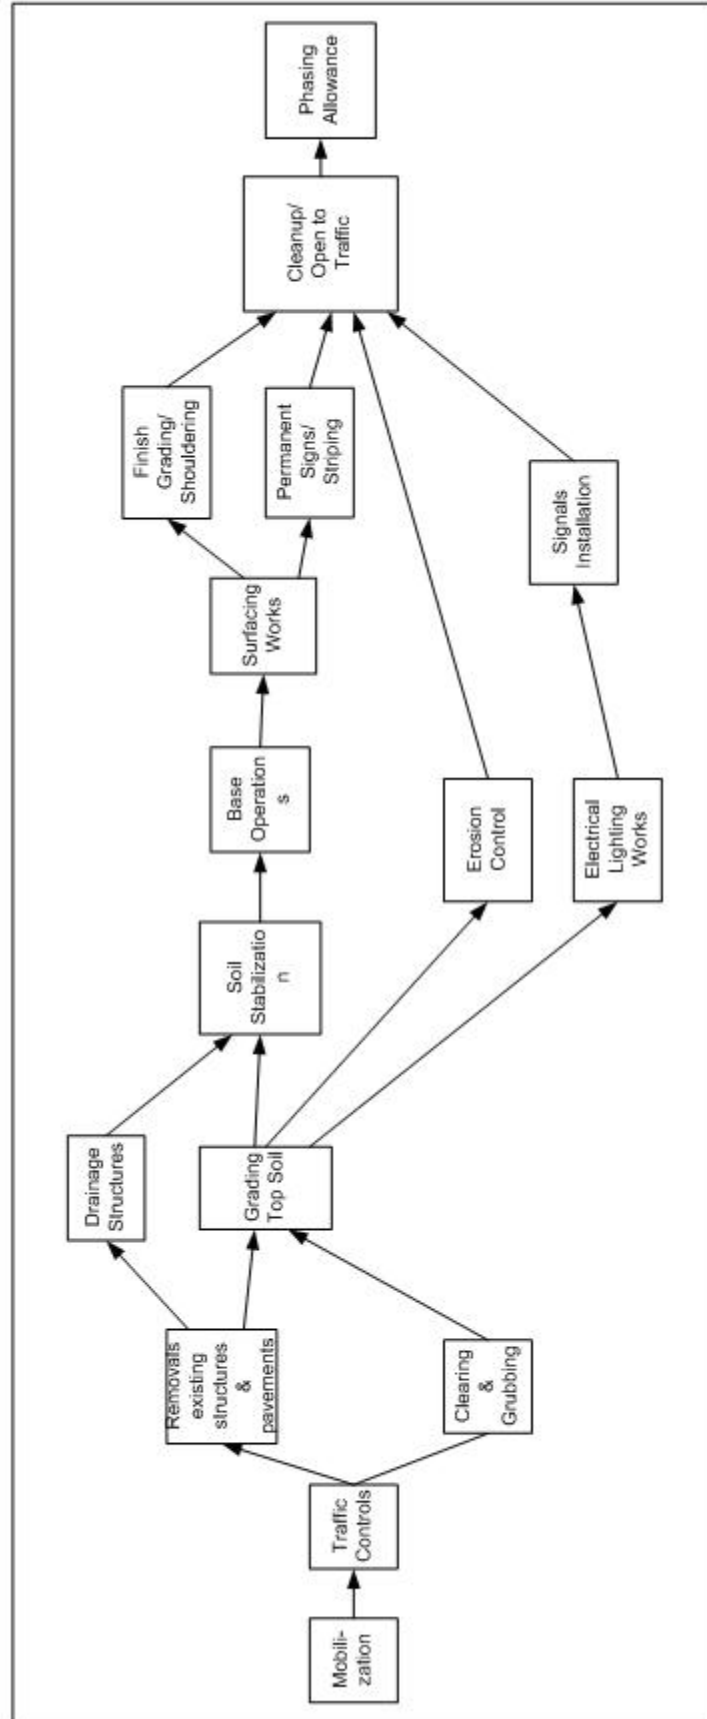 Mobili-
zation
Traffic
Controls
Removals
existing
structures
&
pavements
Clearing
&
Grubbing
Drainage
Structures
Grading
Top Soil
Soil
Stabilizatio
n
Base
Operation
s
Erosion
Control
Electrical
Lighting
Works
Surfacing
Works
Finish
Grading/
Shouldering
Permanent
Signs/
Striping
Signals
Installation
Cleanup/
Open to
Traffic
Phasing
Allowance